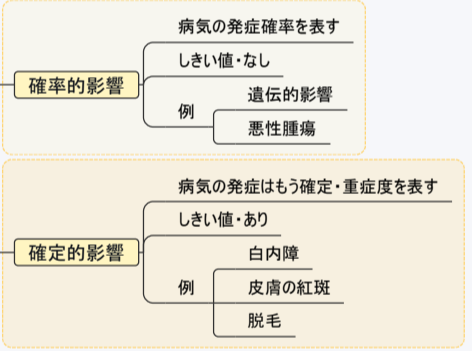 確率的影響
病気の発症確率を表す
しきい値・なし
例
遺伝的影響
悪性腫瘍
確定的影響
病気の発症はもう確定・重症度を表す
しきい値・あり
例
白内障
皮膚の紅斑
脱毛